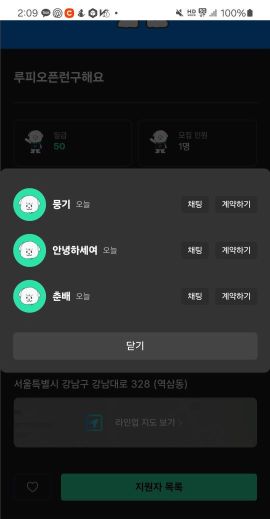 2:09
100%
루피오픈런구해요
일급
50
모집 인원
1명
뭉기 오늘 채팅 계약하기
안녕하세여 오늘 채팅 계약하기
춘배 오늘 채팅 계약하기
닫기
서울특별시 강남구 강남대로 328 (역삼동)
라인업 지도 보기 >
지원자 목록